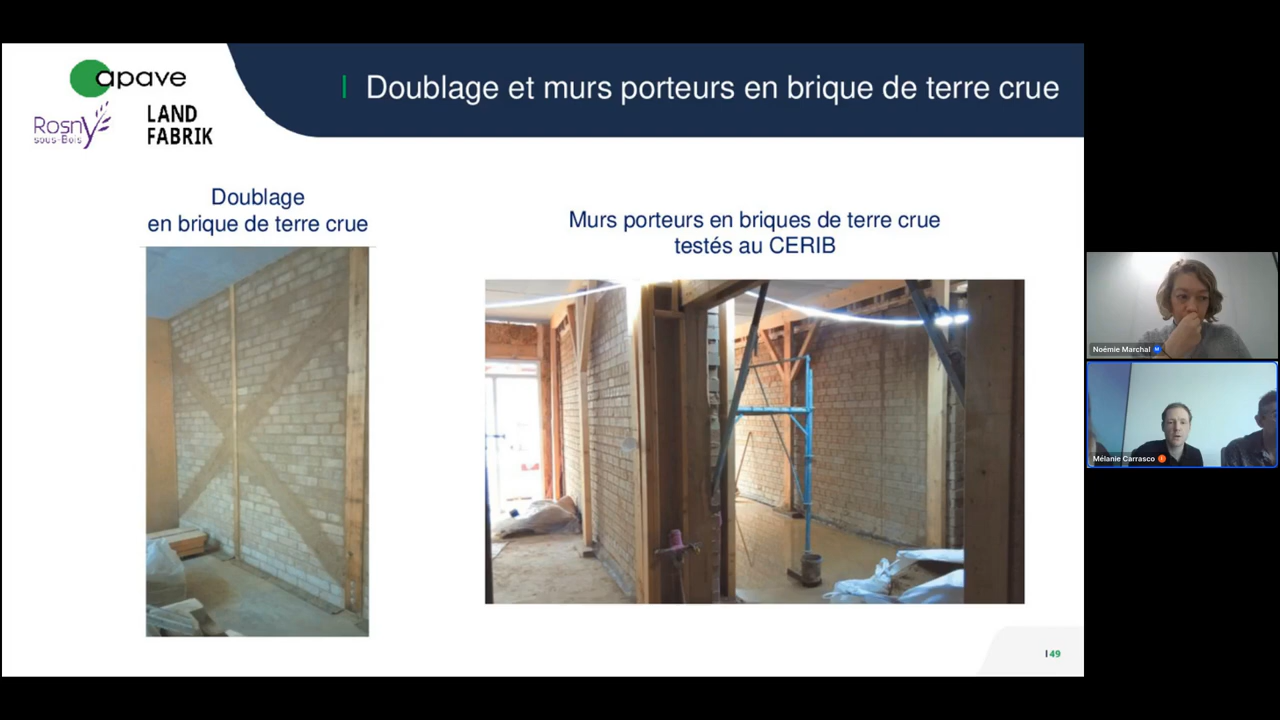 apave
Rosny
sous-Bois
LAND
FABRIK
Doublage et murs porteurs en brique de terre crue
Doublage
en brique de terre crue
Murs porteurs en briques de terre crue
testés au CERIB
Noémie Marchal
Mélanie Carrasco
49